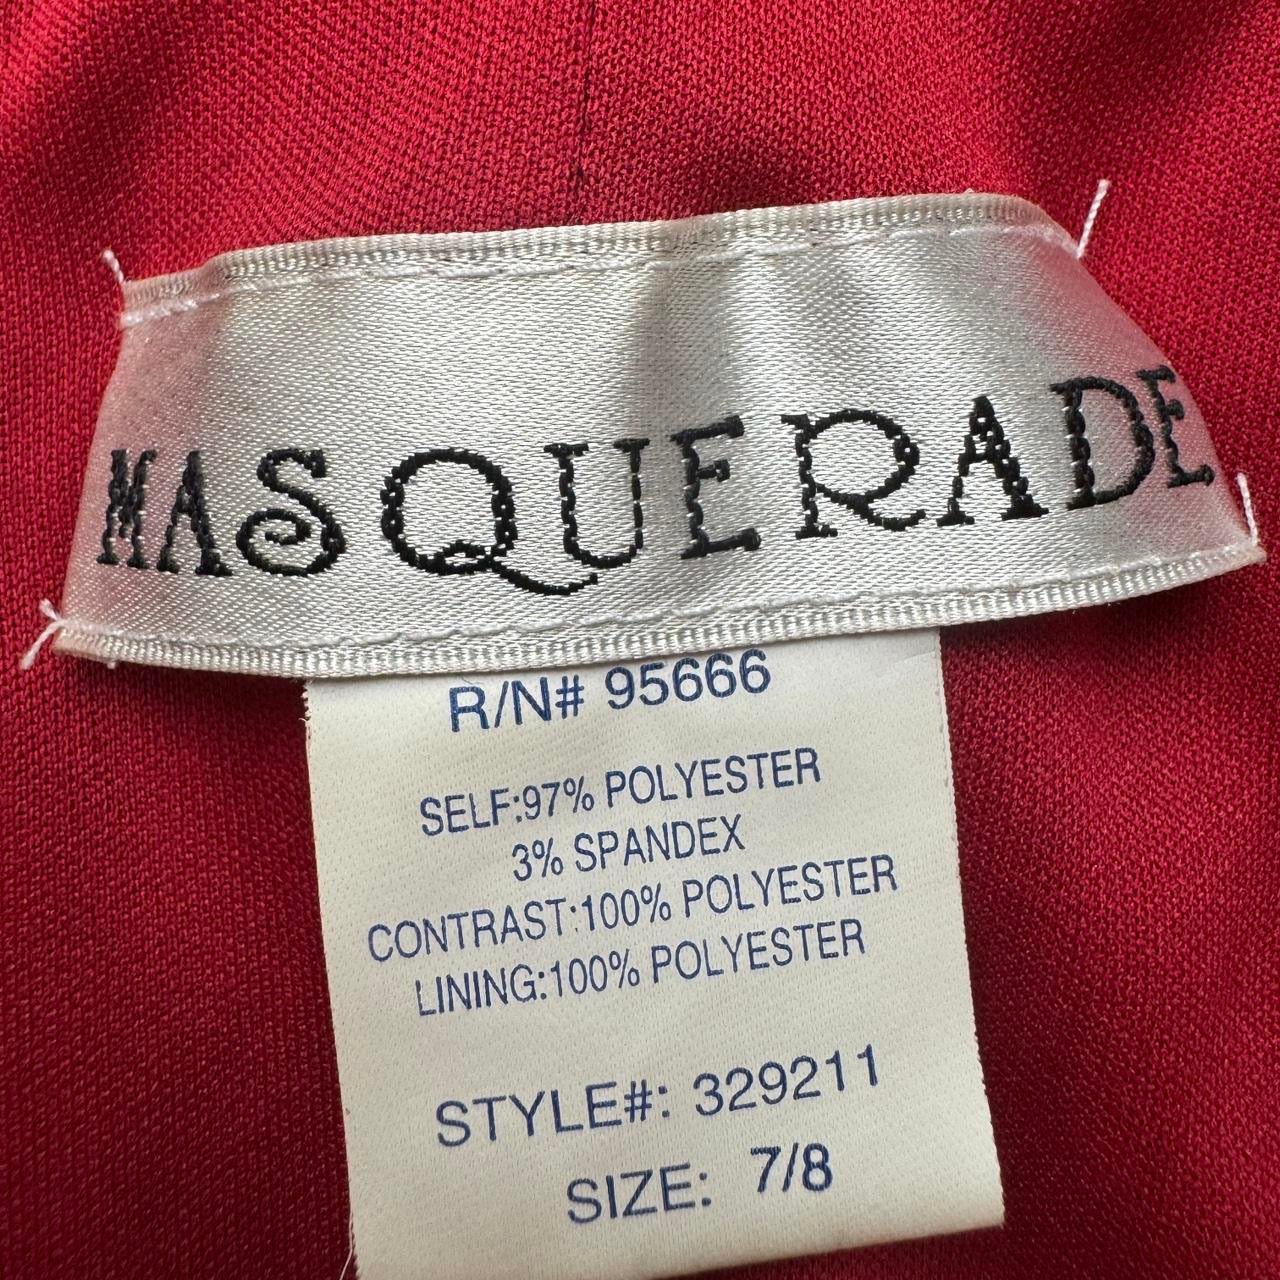 MASQUERADE
R/N# 95666
SELF:97% POLYESTER
3% SPANDEX
CONTRAST:100% POLYESTER
LINING:100% POLYESTER
STYLE#: 329211
SIZE: 7/8